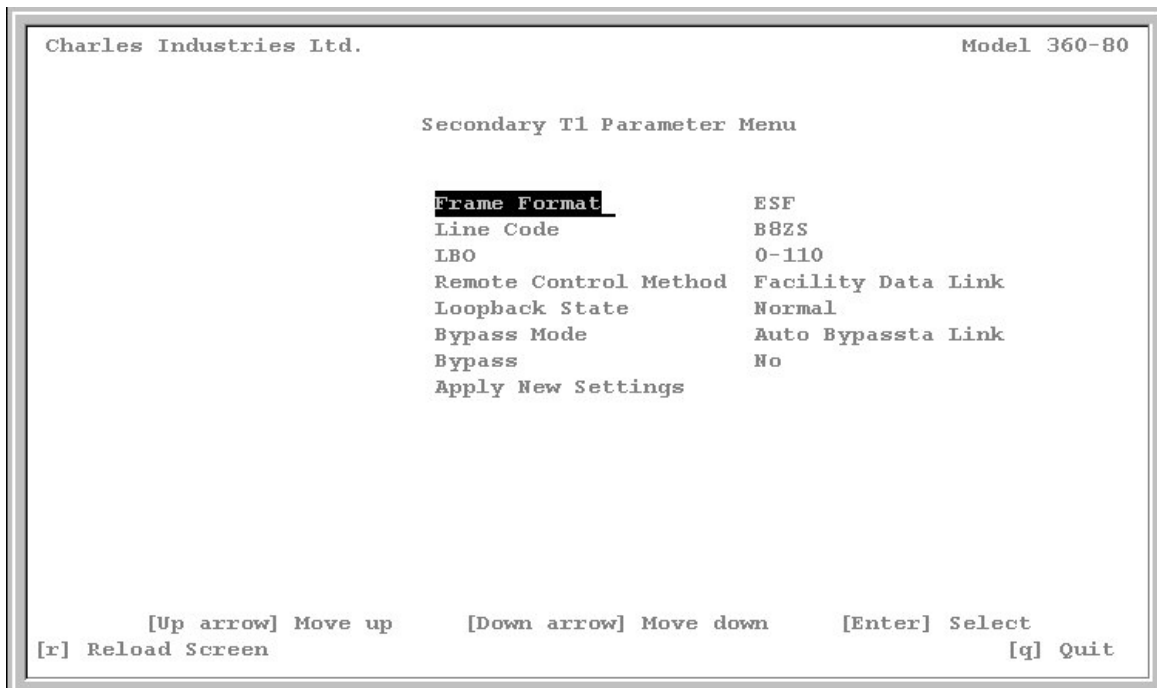 Charles Industries Ltd. Model 360-80
Secondary T1 Parameter Menu
Frame Format ESF
Line Code B8ZS
LBO 0-110
Remote Control Method Facility Data Link
Loopback State Normal
Bypass Mode Auto Bypassta Link
Bypass No
Apply New Settings
[Up arrow] Move up [Down arrow] Move down [Enter] Select
[r] Reload Screen [q] Quit